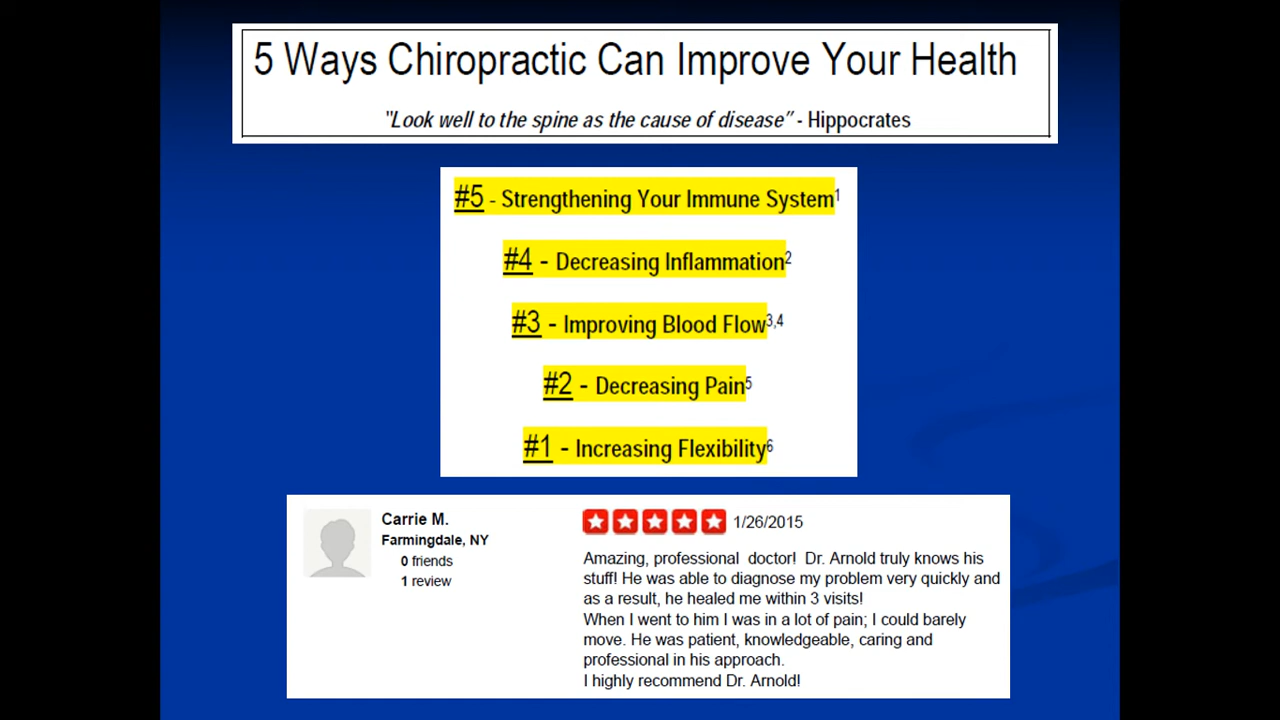 5 Ways Chiropractic Can Improve Your Health
"Look well to the spine as the cause of disease" - Hippocrates
#5 - Strengthening Your Immune System1
#4 - Decreasing Inflammation2
#3 - Improving Blood Flow3,4
#2 - Decreasing Pain5
#1 - Increasing Flexibility6
Carrie M.
Farmingdale, NY
0 friends
1 review
1/26/2015
Amazing, professional doctor! Dr. Arnold truly knows his
stuff! He was able to diagnose my problem very quickly and
as a result, he healed me within 3 visits!
When I went to him I was in a lot of pain; I could barely
move. He was patient, knowledgeable, caring and
professional in his approach.
I highly recommend Dr. Arnold!